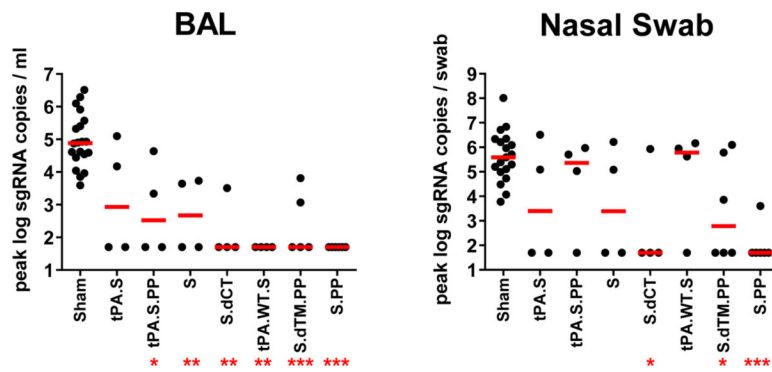 BAL
peak log sgRNA copies / ml
7
6
5
4
3
2
1
Sham
tPA.S
tPA.S.PP
S
S.dCT
tPA.WT.S
S.dTM.PP
S.PP
* ** ** ** *** ***
Nasal Swab
peak log sgRNA copies / swab
9
8
7
6
5
4
3
2
1
Sham
tPA.S
tPA.S.PP
S
S.dCT
tPA.WT.S
S.dTM.PP
S.PP
* * ***